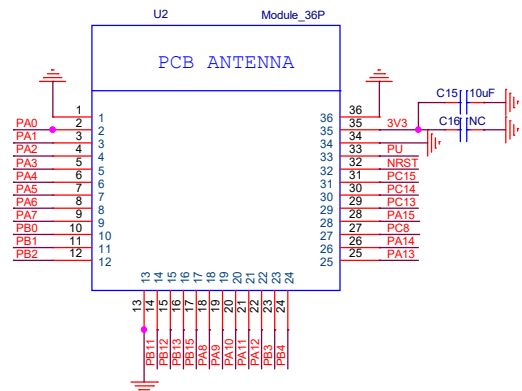 U2 Module_36P
PCB ANTENNA
C15 10uF
C16 NC
1 1 36 36
PA0 2 2 35 35 3V3
PA1 3 3 34 34
PA2 4 4 33 33 PU
PA3 5 5 32 32 NRST
PA4 6 6 31 31 PC15
PA5 7 7 30 30 PC14
PA6 8 8 29 29 PC13
PA7 9 9 28 28 PA15
PB0 10 10 27 27 PC8
PB1 11 11 26 26 PA14
PB2 12 12 25 25 PA13
13 14 15 16 17 18 19 20 21 22 23 24
13 14 15 16 17 18 19 20 21 22 23 24
PB11 PB12 PB13 PB15 PA8 PA9 PA10 PA11 PA12 PB3 PB4